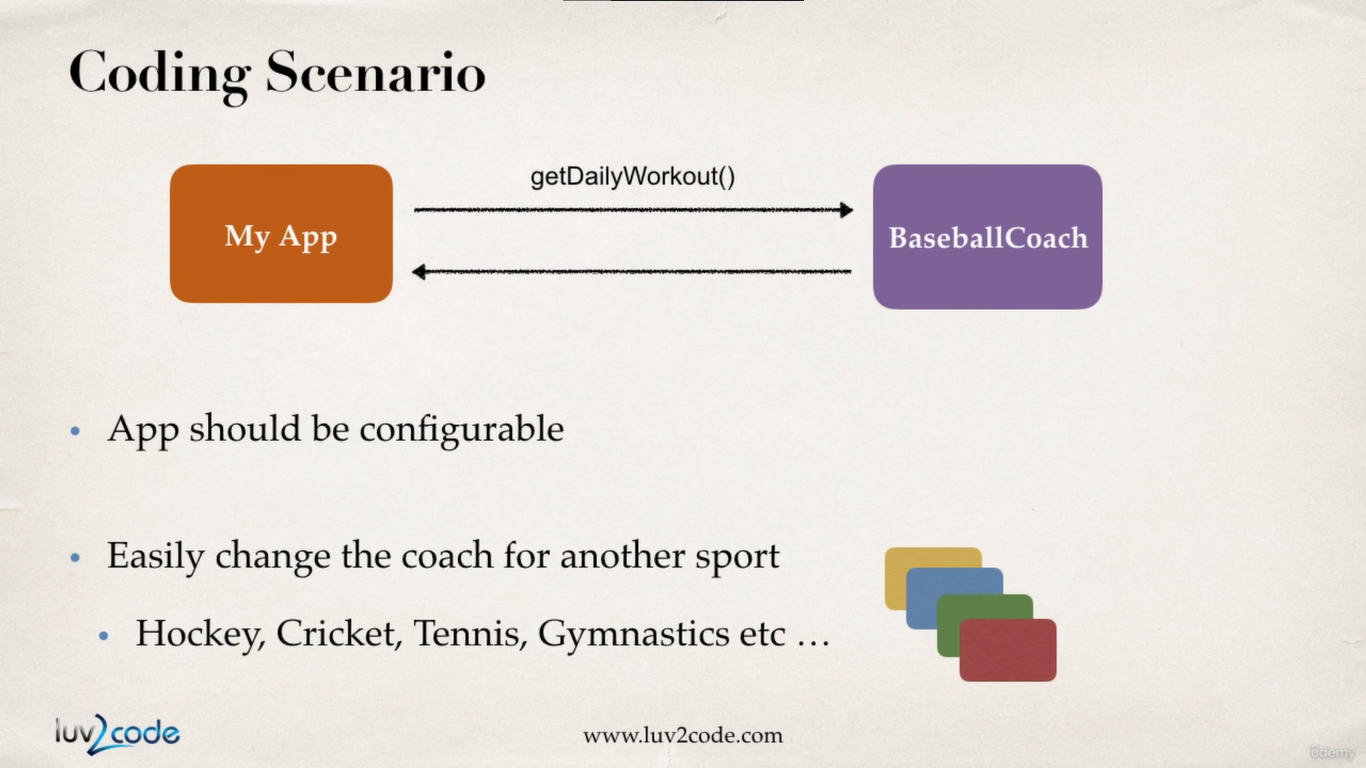 Coding Scenario
getDailyWorkout()
My App
BaseballCoach
• App should be configurable
• Easily change the coach for another sport
• Hockey, Cricket, Tennis, Gymnastics etc …
luv2code
www.luv2code.com
ûdemy